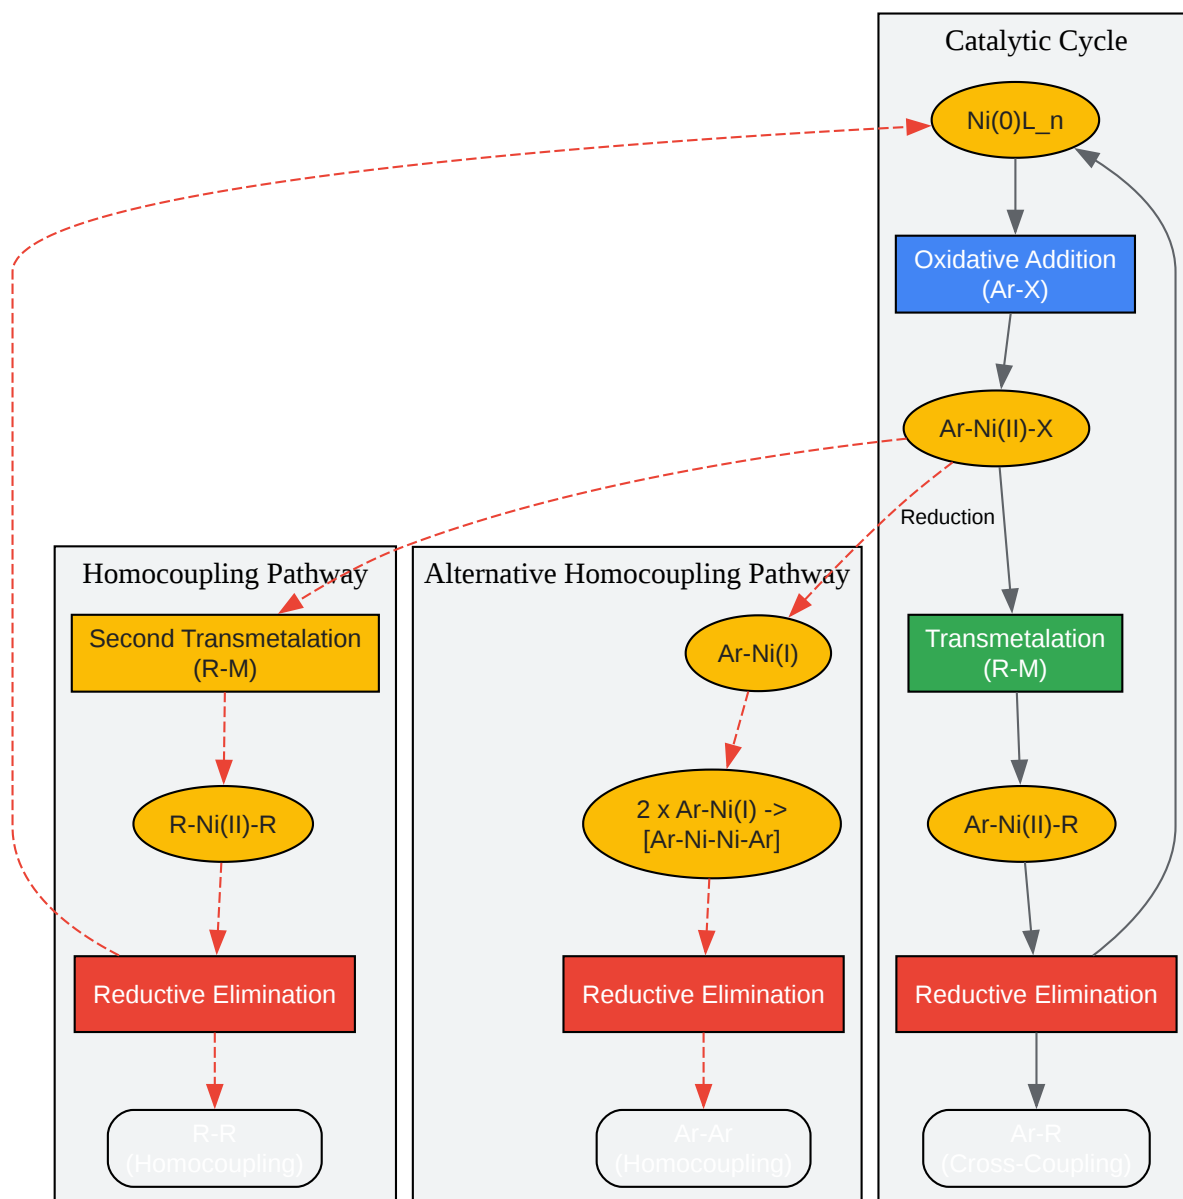 Catalytic Cycle
Ni(0)L_n
Oxidative Addition
(Ar-X)
Ar-Ni(II)-X
Reduction
Homocoupling Pathway
Alternative Homocoupling Pathway
Second Transmetalation
(R-M)
Ar-Ni(I)
Transmetalation
(R-M)
R-Ni(II)-R
2 x Ar-Ni(I) ->
[Ar-Ni-Ni-Ar]
Ar-Ni(II)-R
Reductive Elimination
Reductive Elimination
Reductive Elimination
R-R
(Homocoupling)
Ar-Ar
(Homocoupling)
Ar-R
(Cross-Coupling)